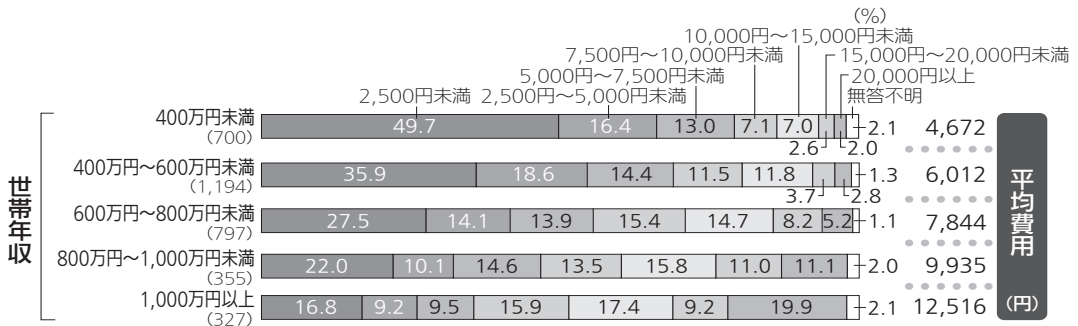 (%)
10,000円～15,000円未満
7,500円～10,000円未満 15,000円～20,000円未満
5,000円～7,500円未満 20,000円以上
2,500円未満 2,500円～5,000円未満 無答不明
400万円未満 49.7 16.4 13.0 7.1 7.0 2.1 4,672
(700) 2.6 2.0
400万円～600万円未満 35.9 18.6 14.4 11.5 11.8 1.3 6,012
(1,194) 3.7 2.8
600万円～800万円未満 27.5 14.1 13.9 15.4 14.7 8.2 5.2 1.1 7,844
(797)
800万円～1,000万円未満 22.0 10.1 14.6 13.5 15.8 11.0 11.1 2.0 9,935
(355)
1,000万円以上 16.8 9.2 9.5 15.9 17.4 9.2 19.9 2.1 12,516
(327)
世帯年収
平均費用
(円)